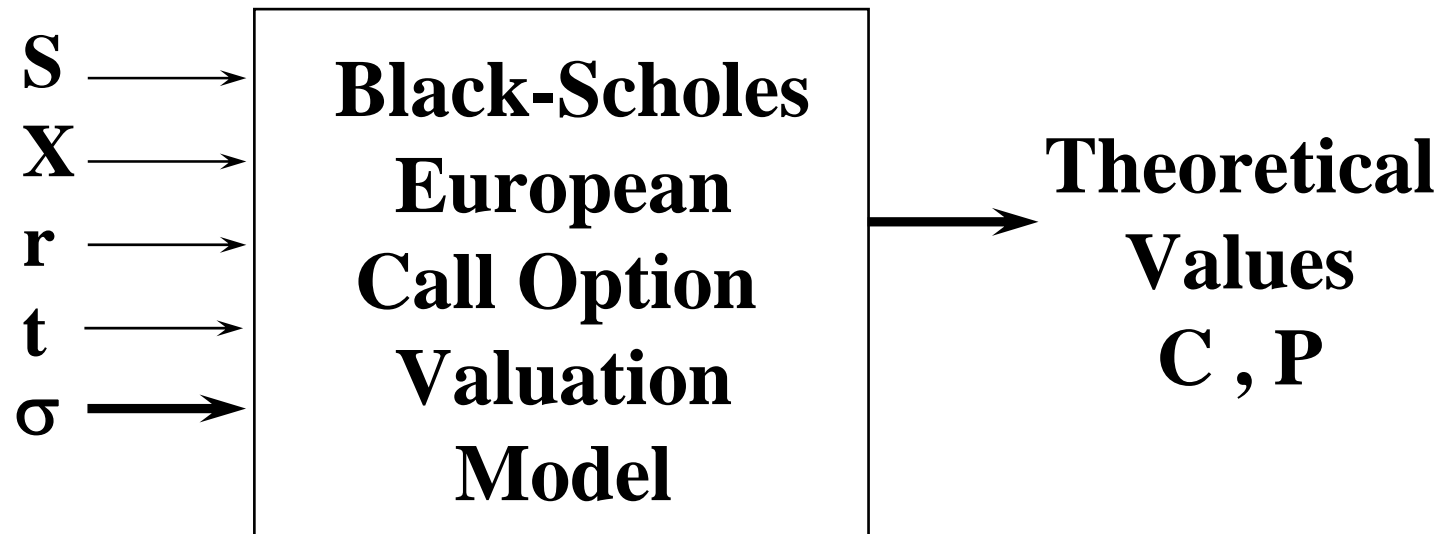 S
X
r
t
σ
Black-Scholes
European
Call Option
Valuation
Model
Theoretical
Values
C , P